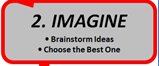 2. IMAGINE
• Brainstorm Ideas
• Choose the Best One